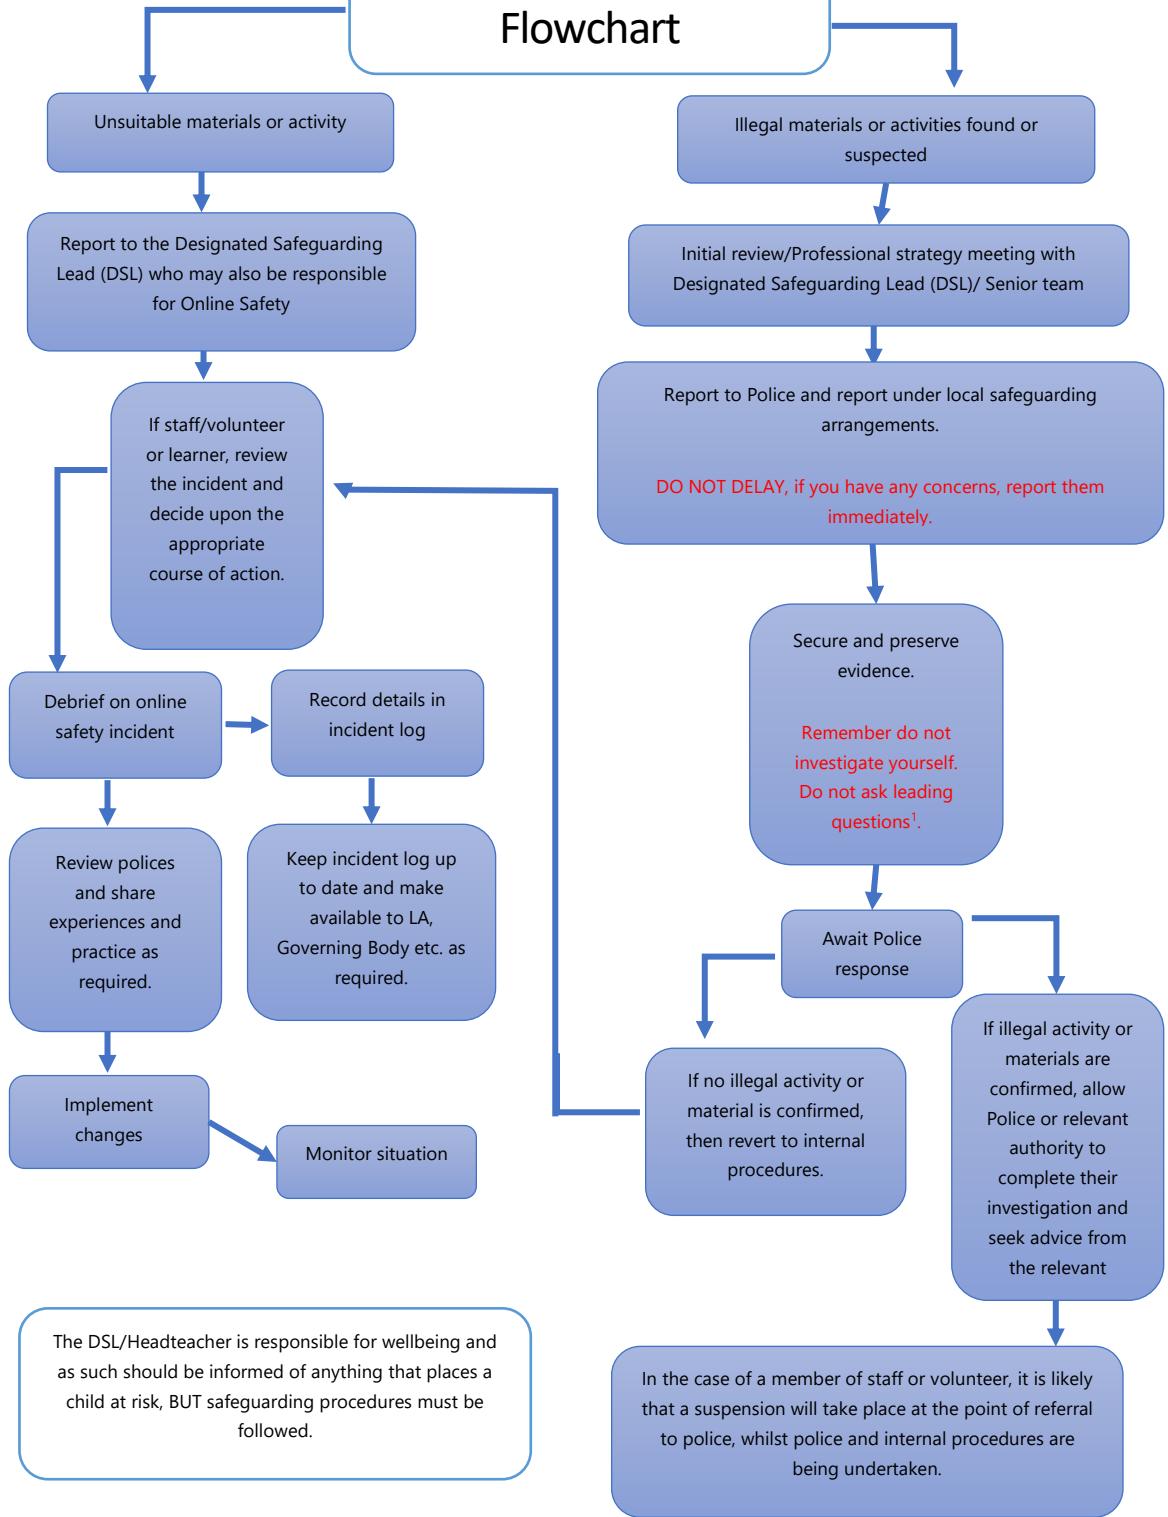 Flowchart
Unsuitable materials or activity
Report to the Designated Safeguarding
Lead (DSL) who may also be responsible
for Online Safety
If staff/volunteer
or learner, review
the incident and
decide upon the
appropriate
course of action.
Debrief on online
safety incident
Record details in
incident log
Review polices
and share
experiences and
practice as
required.
Keep incident log up
to date and make
available to LA,
Governing Body etc. as
required.
Implement
changes
Monitor situation
Illegal materials or activities found or
suspected
Initial review/Professional strategy meeting with
Designated Safeguarding Lead (DSL)/ Senior team
Report to Police and report under local safeguarding
arrangements.
DO NOT DELAY, if you have any concerns, report them
immediately.
Secure and preserve
evidence.
Remember do not
investigate yourself.
Do not ask leading
questions¹.
Await Police
response
If no illegal activity or
material is confirmed,
then revert to internal
procedures.
If illegal activity or
materials are
confirmed, allow
Police or relevant
authority to
complete their
investigation and
seek advice from
the relevant
In the case of a member of staff or volunteer, it is likely
that a suspension will take place at the point of referral
to police, whilst police and internal procedures are
being undertaken.
The DSL/Headteacher is responsible for wellbeing and
as such should be informed of anything that places a
child at risk, BUT safeguarding procedures must be
followed.